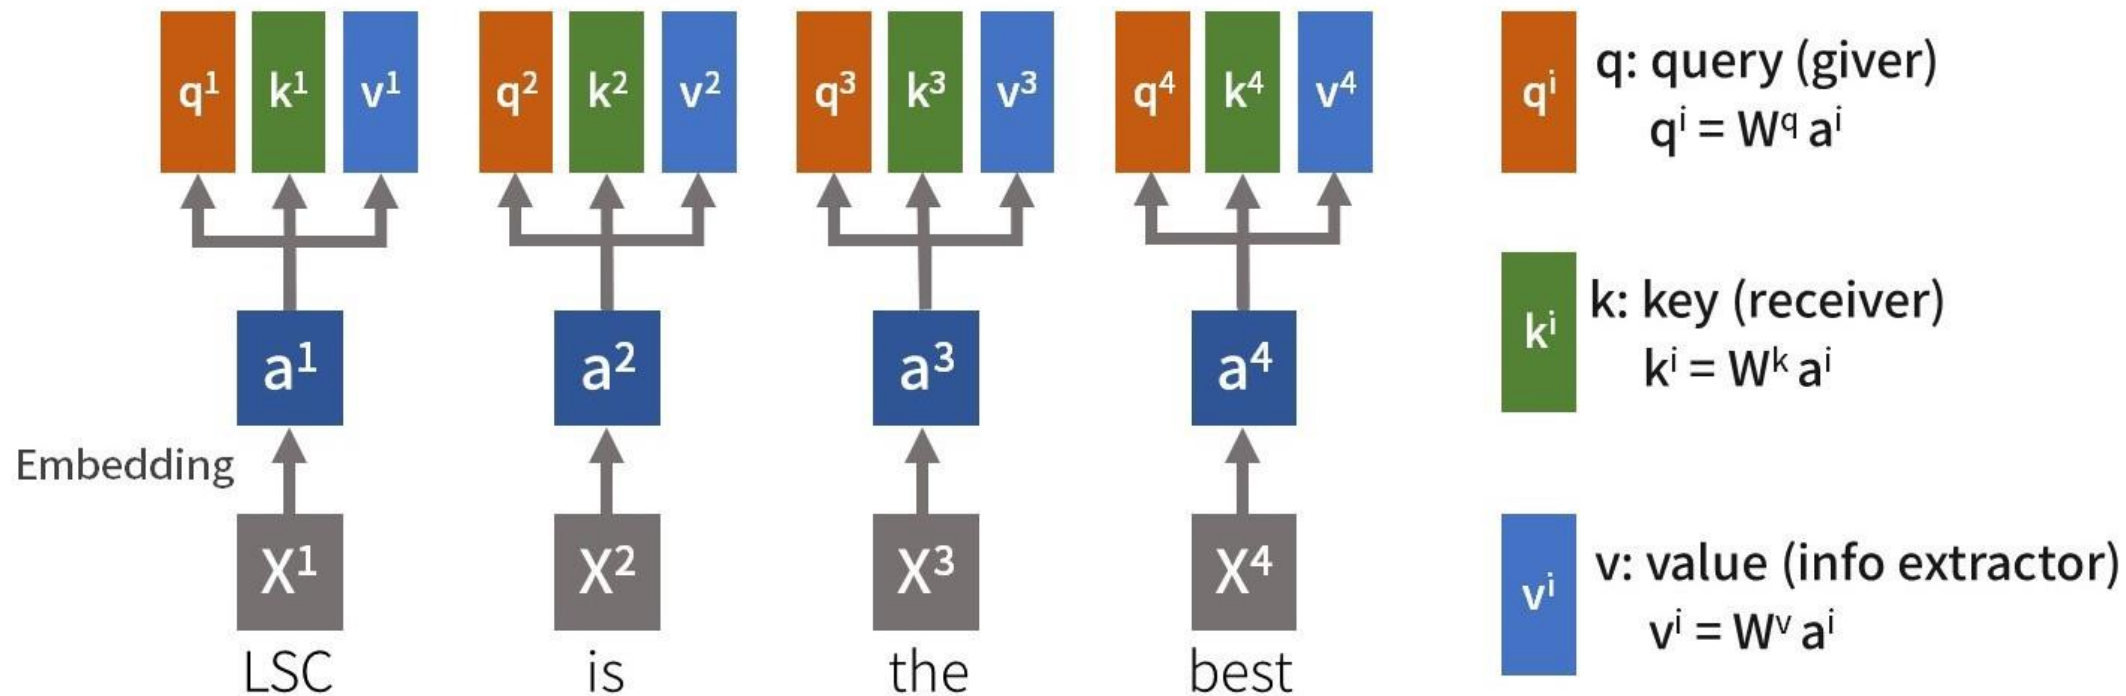 q¹ k¹ v¹ q² k² v² q³ k³ v³ q⁴ k⁴ v⁴
a¹ a² a³ a⁴
Embedding
X¹ X² X³ X⁴
LSC is the best
qⁱ
q: query (giver)
qⁱ = W^q aⁱ
kⁱ
k: key (receiver)
kⁱ = W^k aⁱ
vⁱ
v: value (info extractor)
vⁱ = W^v aⁱ